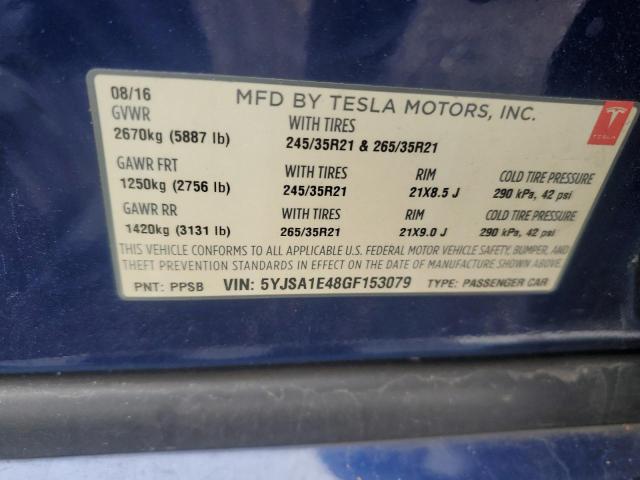 08/16 MFD BY TESLA MOTORS, INC.
GVWR WITH TIRES
2670kg (5887 lb) 245/35R21 & 265/35R21
TESLA
GAWR FRT WITH TIRES RIM COLD TIRE PRESSURE
1250kg (2756 lb) 245/35R21 21X8.5 J 290 kPa, 42 psi
GAWR RR WITH TIRES RIM COLD TIRE PRESSURE
1420kg (3131 lb) 265/35R21 21X9.0 J 290 kPa, 42 psi
THIS VEHICLE CONFORMS TO ALL APPLICABLE U.S. FEDERAL MOTOR VEHICLE SAFETY, BUMPER, AND
THEFT PREVENTION STANDARDS IN EFFECT ON THE DATE OF MANUFACTURE SHOWN ABOVE.
PNT: PPSB VIN: 5YJSA1E48GF153079 TYPE: PASSENGER CAR